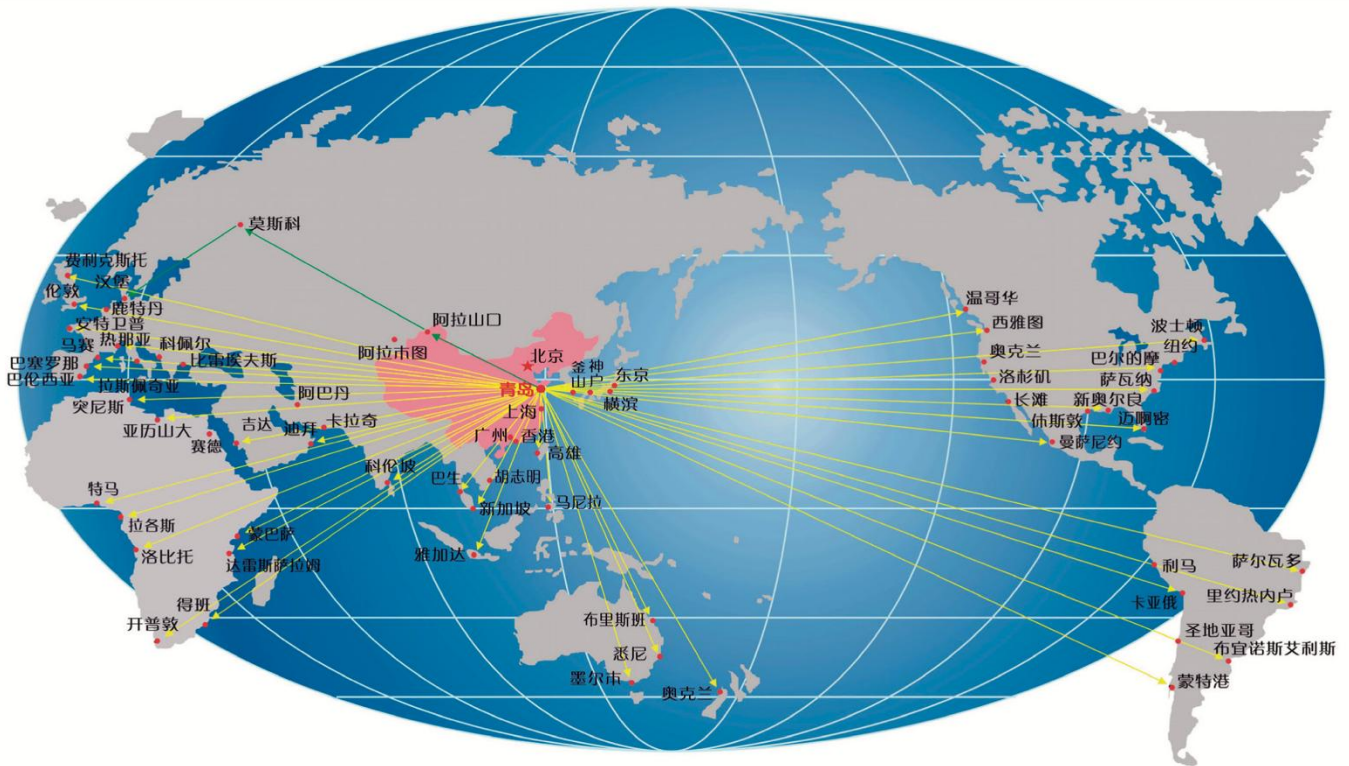 莫斯科
费利克斯托
汉堡
伦敦
鹿特丹
安特卫普
热那亚
科佩尔
马赛
比雷埃夫斯
巴塞罗那
巴伦西亚
拉斯佩奇亚
突尼斯
亚历山大
赛德
吉达
迪拜
卡拉奇
阿巴丹
阿拉山口
阿拉市图
北京
青岛
釜山
神户
东京
横滨
上海
广州
香港
高雄
科伦坡
巴生
胡志明
新加坡
马尼拉
雅加达
特马
拉各斯
洛比托
蒙巴萨
达雷斯萨拉姆
得班
开普敦
布里斯班
悉尼
墨尔市
奥克兰
温哥华
西雅图
奥克兰
洛杉矶
长滩
波士顿
纽约
巴尔的摩
萨瓦纳
新奥尔良
休斯敦
迈啊密
曼萨尼约
利马
萨尔瓦多
卡亚俄
里约热内卢
圣地亚哥
布宜诺斯艾利斯
蒙特港